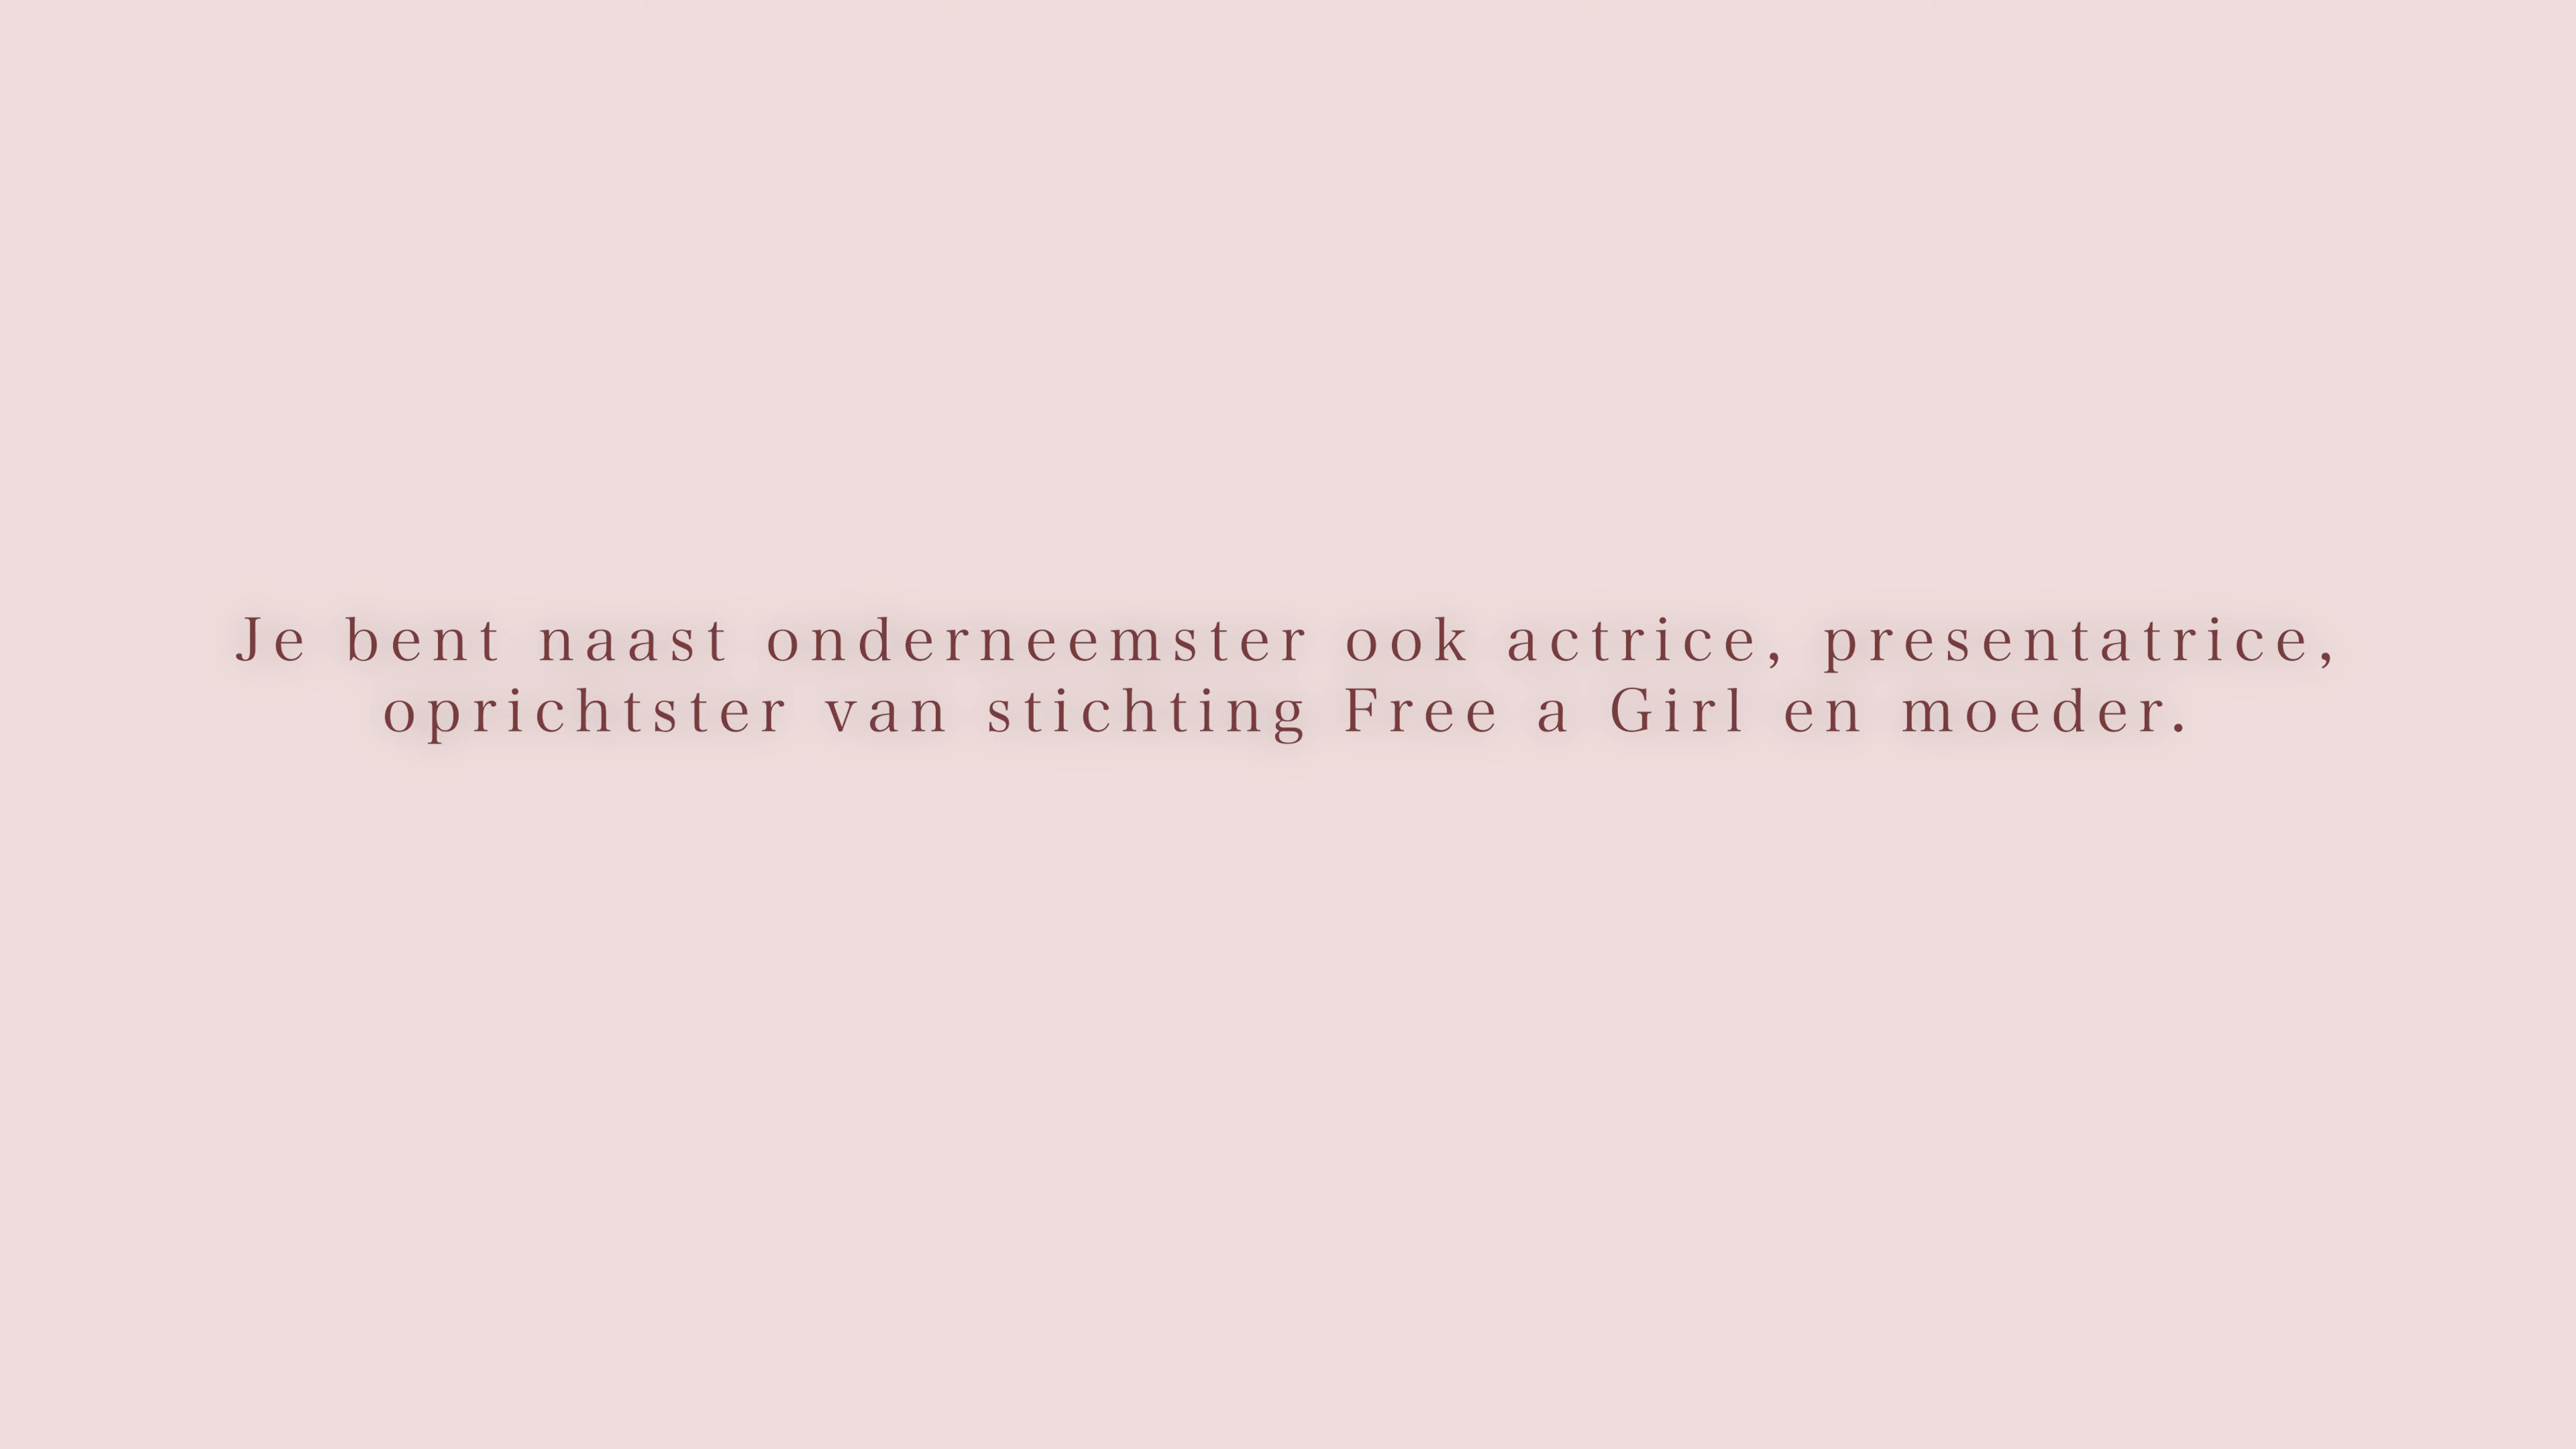 Je bent naast onderneemster ook actrice, presentatrice,
oprichtster van stichting Free a Girl en moeder.